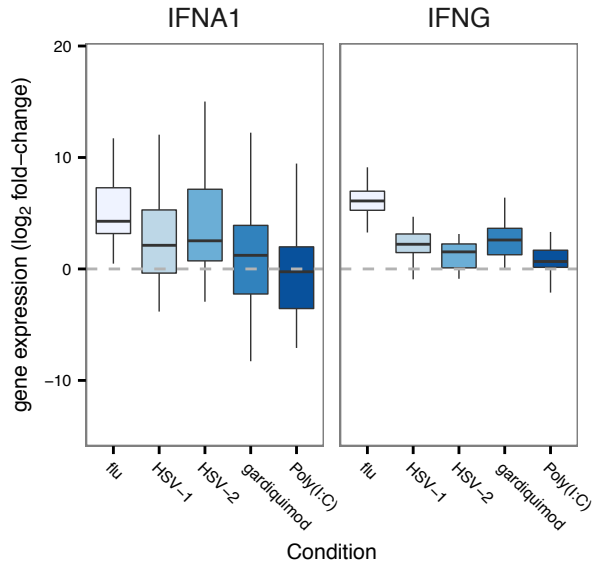 IFNA1
IFNG
gene expression (log2 fold−change)
20
10
0
−10
flu
HSV−1
HSV−2
gardiquimod
Poly(I:C)
flu
HSV−1
HSV−2
gardiquimod
Poly(I:C)
Condition